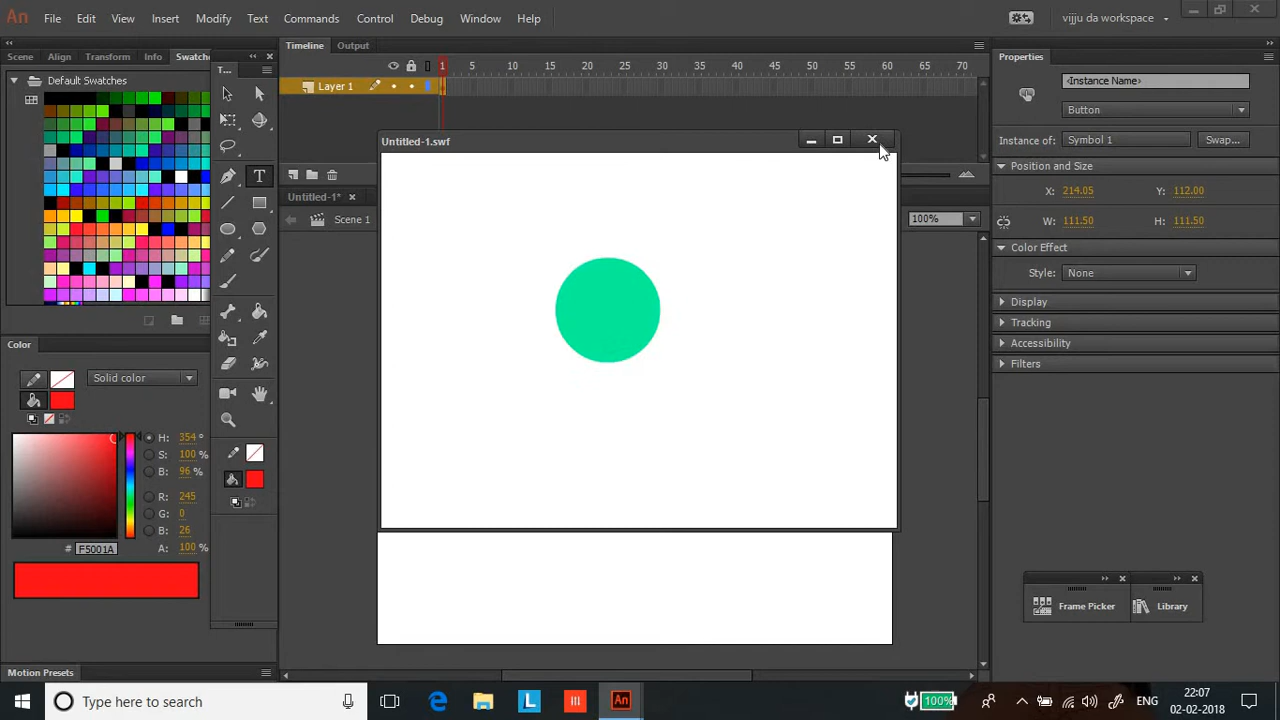 An File Edit View Insert Modify Text Commands Control Debug Window Help vijju da workspace
Scene Align Transform Info Swatches
Default Swatches
T...
Timeline Output
1 5 10 15 20 25 30 35 40 45 50 55 60 65 70
Layer 1
Untitled-1.swf
Untitled-1*
Scene 1
100%
Properties
<Instance Name>
Button
Instance of: Symbol 1 Swap...
Position and Size
X: 214.05 Y: 112.00
W: 111.50 H: 111.50
Color Effect
Style: None
Display
Tracking
Accessibility
Filters
Frame Picker Library
Color
Solid color
H: 354 °
S: 100 %
B: 96 %
R: 245
G: 0
B: 26
# F5001A A: 100 %
Motion Presets
Type here to search
L
An
100%
ENG
22:07
02-02-2018